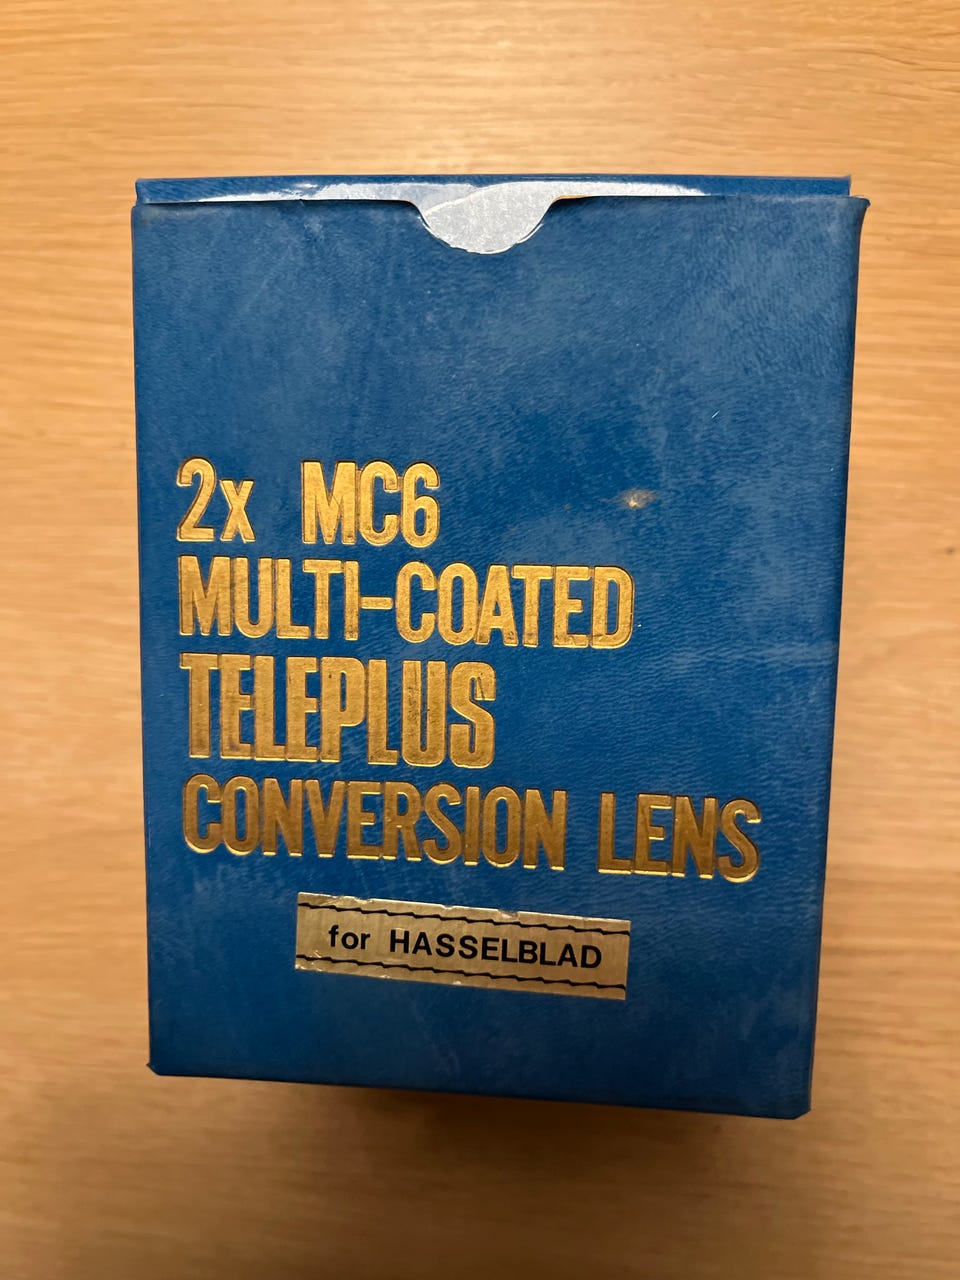 2x MC6
MULTI-COATED
TELEPLUS
CONVERSION LENS
for HASSELBLAD